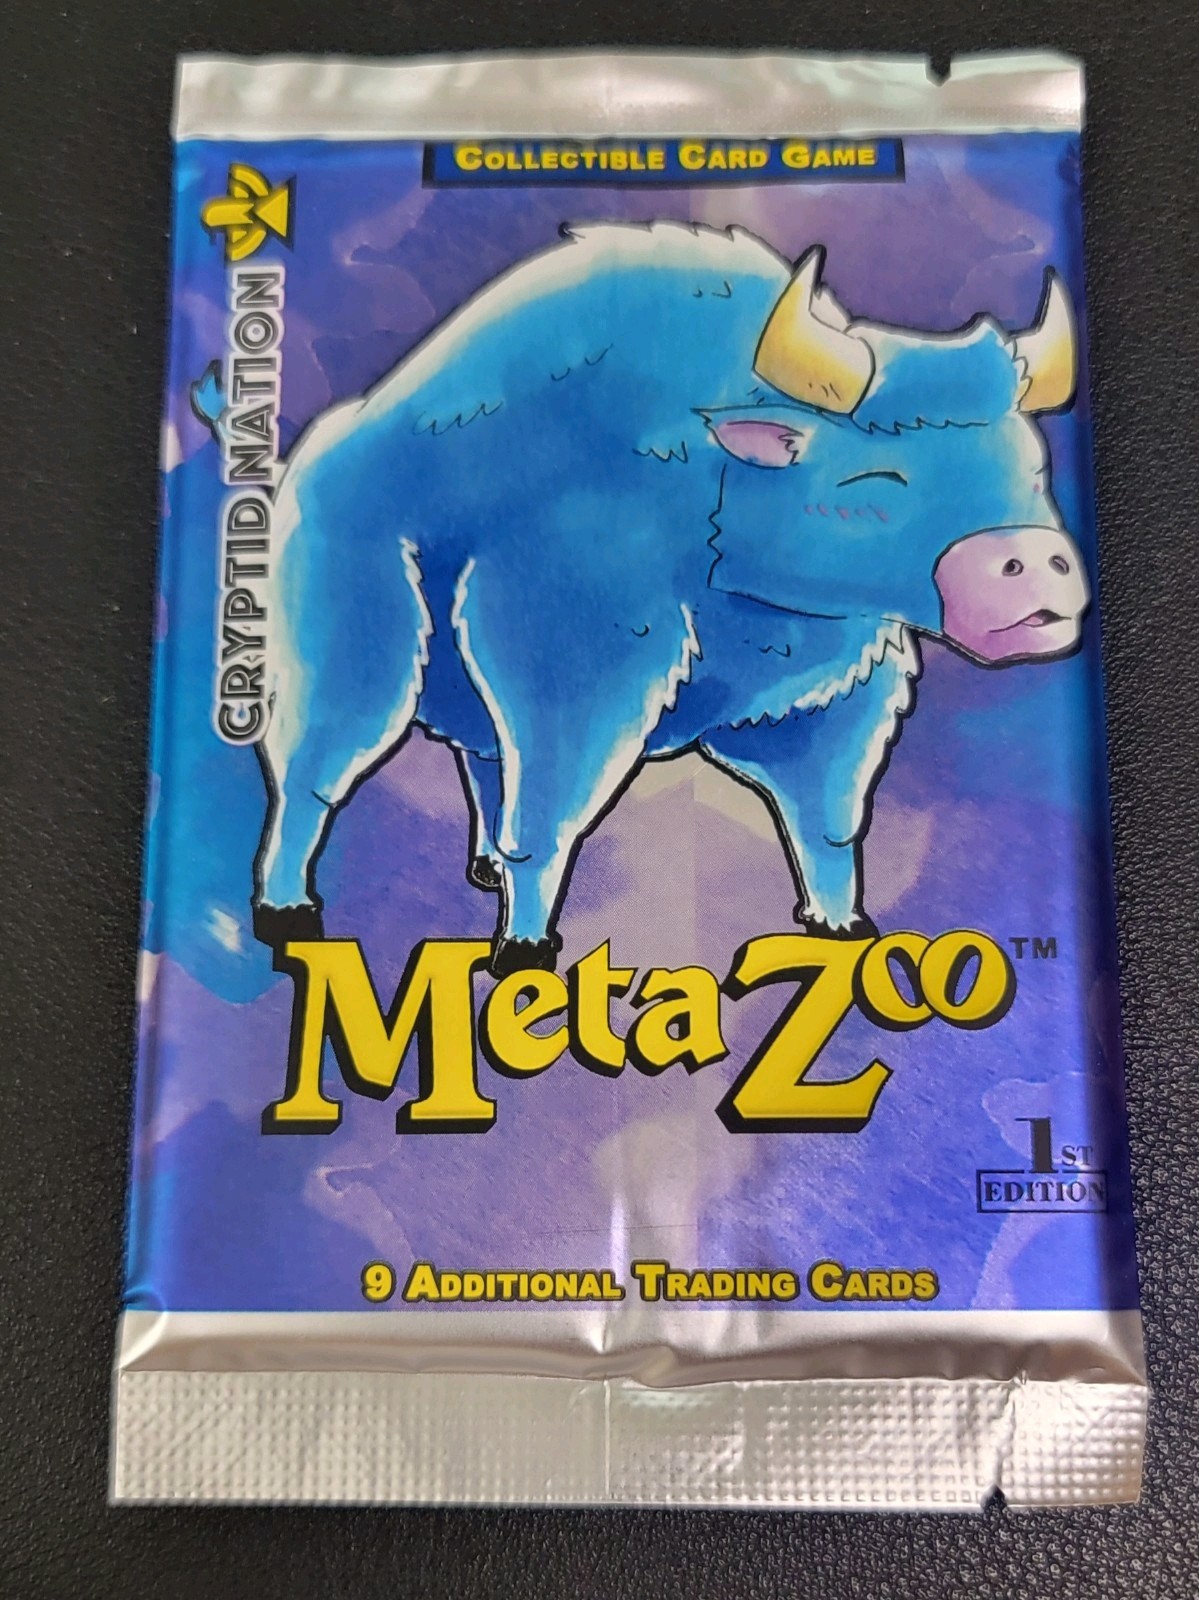 COLLECTIBLE CARD GAME
CRYPTID NATION
MetaZoo™
1ST
EDITION
9 ADDITIONAL TRADING CARDS